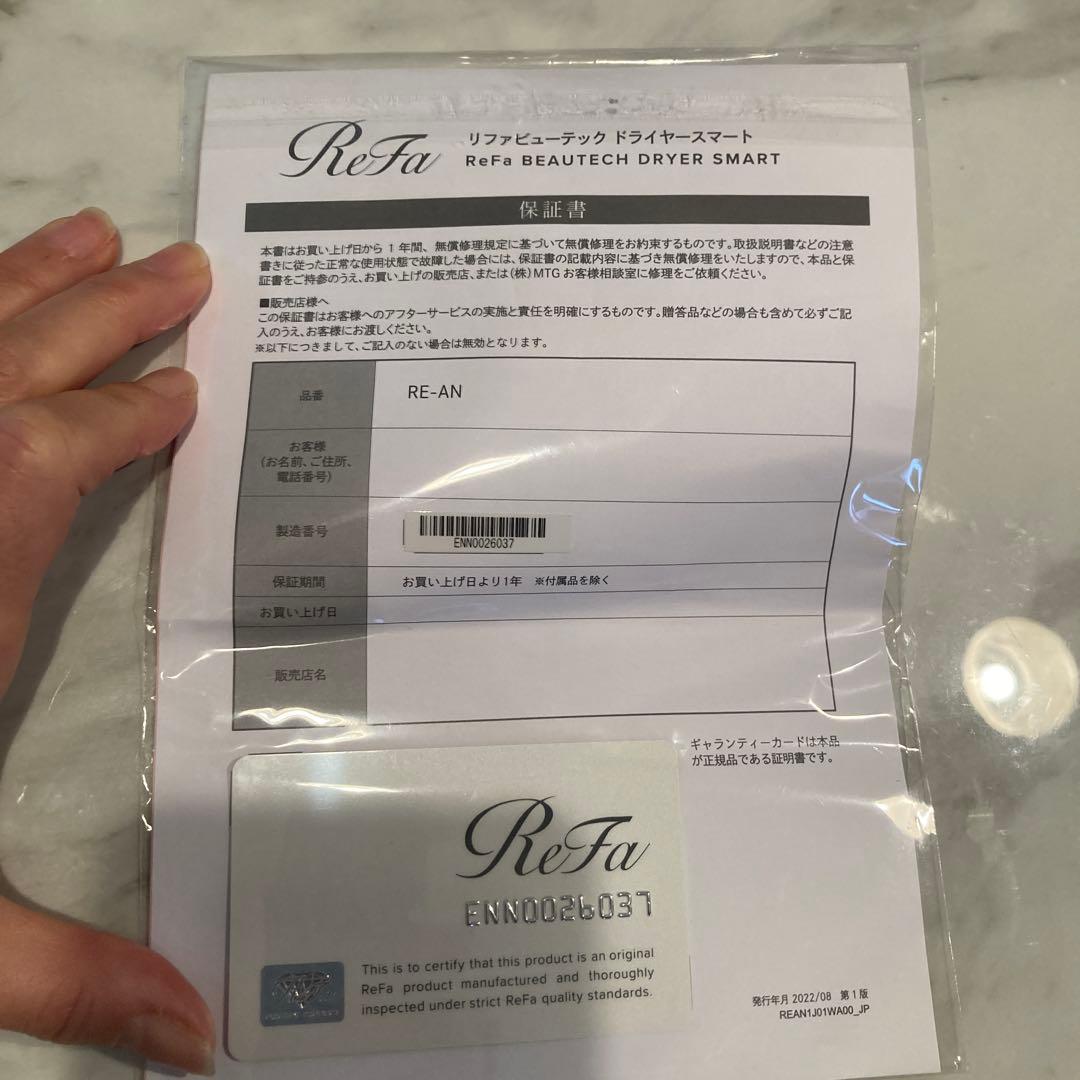 ReFa
リファビューテック ドライヤースマート
ReFa BEAUTECH DRYER SMART
保証書
本書はお買い上げ日から 1 年間、無償修理規定に基づいて無償修理をお約束するものです。取扱説明書などの注意
書きに従った正常な使用状態で故障した場合には、保証書の記載内容に基づき無償修理をいたしますので、本品と保
証書をご持参のうえ、お買い上げの販売店、または(株)MTG お客様相談室に修理をご依頼ください。
■販売店様へ
この保証書はお客様へのアフターサービスの実施と責任を明確にするものです。贈答品などの場合も含めて必ずご記
入のうえ、お客様にお渡しください。
※以下につきまして、ご記入のない場合は無効となります。
品番
RE-AN
お客様
(お名前、ご住所、
電話番号)
製造番号
ENN0026037
保証期間
お買い上げ日より1年 ※付属品を除く
お買い上げ日
販売店名
ギャランティーカードは本品
が正規品である証明書です。
ReFa
ENN0026037
This is to certify that this product is an original
ReFa product manufactured and thoroughly
inspected under strict ReFa quality standards.
発行年月 2022/08 第1版
REAN1J01WA00_JP